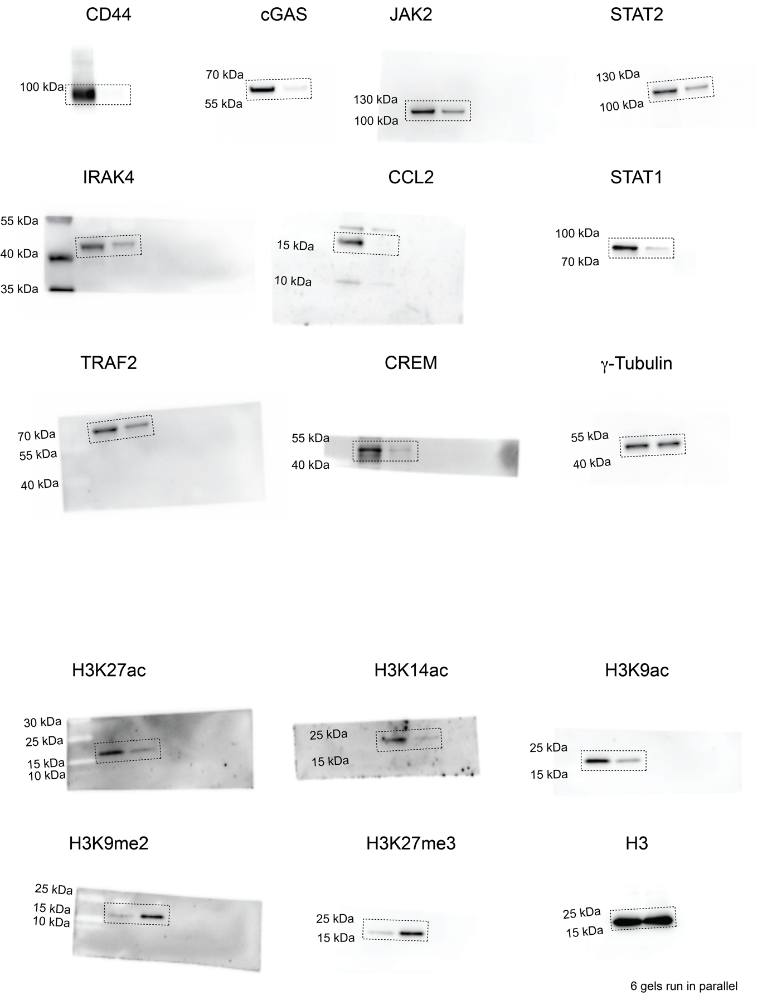 CD44
cGAS
JAK2
STAT2
100 kDa
70 kDa
55 kDa
130 kDa
100 kDa
130 kDa
100 kDa
IRAK4
CCL2
STAT1
55 kDa
40 kDa
35 kDa
15 kDa
10 kDa
100 kDa
70 kDa
TRAF2
CREM
γ-Tubulin
70 kDa
55 kDa
40 kDa
55 kDa
40 kDa
55 kDa
40 kDa
H3K27ac
H3K14ac
H3K9ac
30 kDa
25 kDa
15 kDa
10 kDa
25 kDa
15 kDa
25 kDa
15 kDa
H3K9me2
H3K27me3
H3
25 kDa
15 kDa
10 kDa
25 kDa
15 kDa
25 kDa
15 kDa
6 gels run in parallel